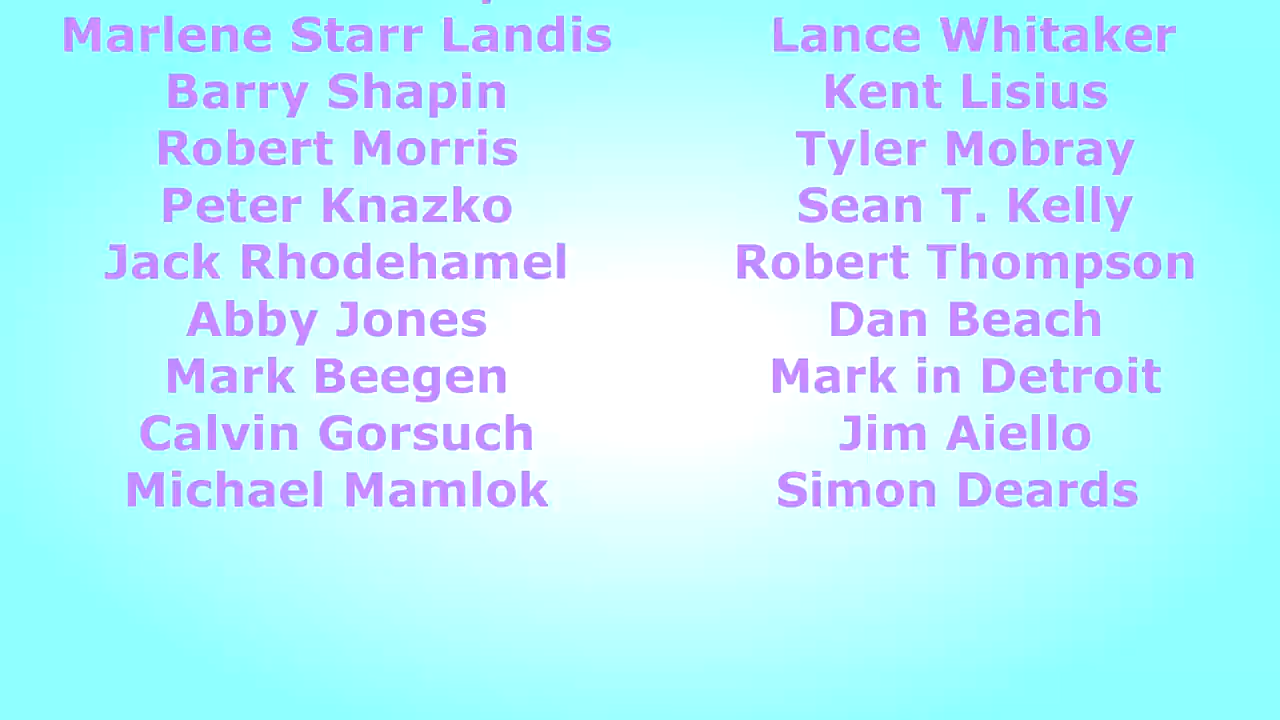 Marlene Starr Landis
Barry Shapin
Robert Morris
Peter Knazko
Jack Rhodehamel
Abby Jones
Mark Beegen
Calvin Gorsuch
Michael Mamlok
Lance Whitaker
Kent Lisius
Tyler Mobray
Sean T. Kelly
Robert Thompson
Dan Beach
Mark in Detroit
Jim Aiello
Simon Deards